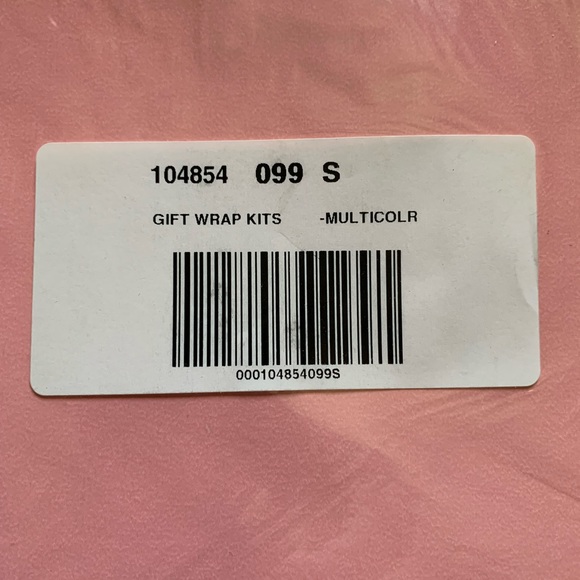 104854 099 S
GIFT WRAP KITS -MULTICOLR
000104854099S